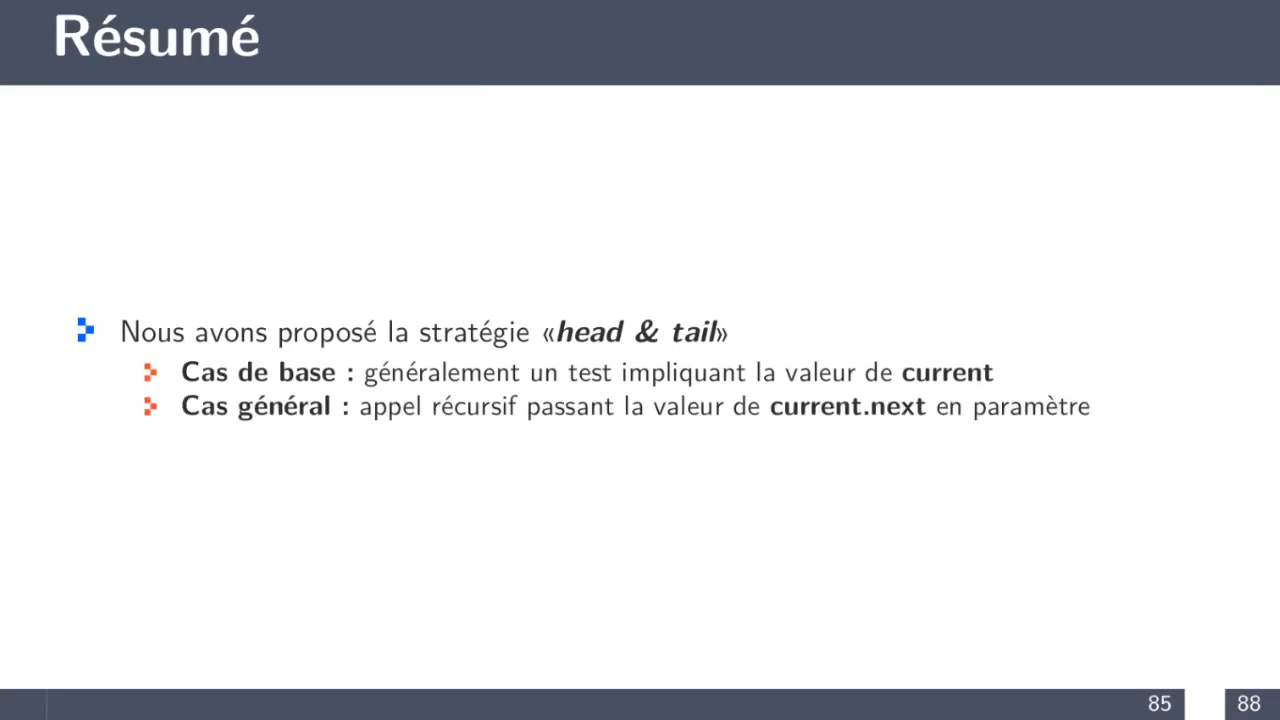 Résumé
Nous avons proposé la stratégie «head & tail»
Cas de base : généralement un test impliquant la valeur de current
Cas général : appel récursif passant la valeur de current.next en paramètre
85 88